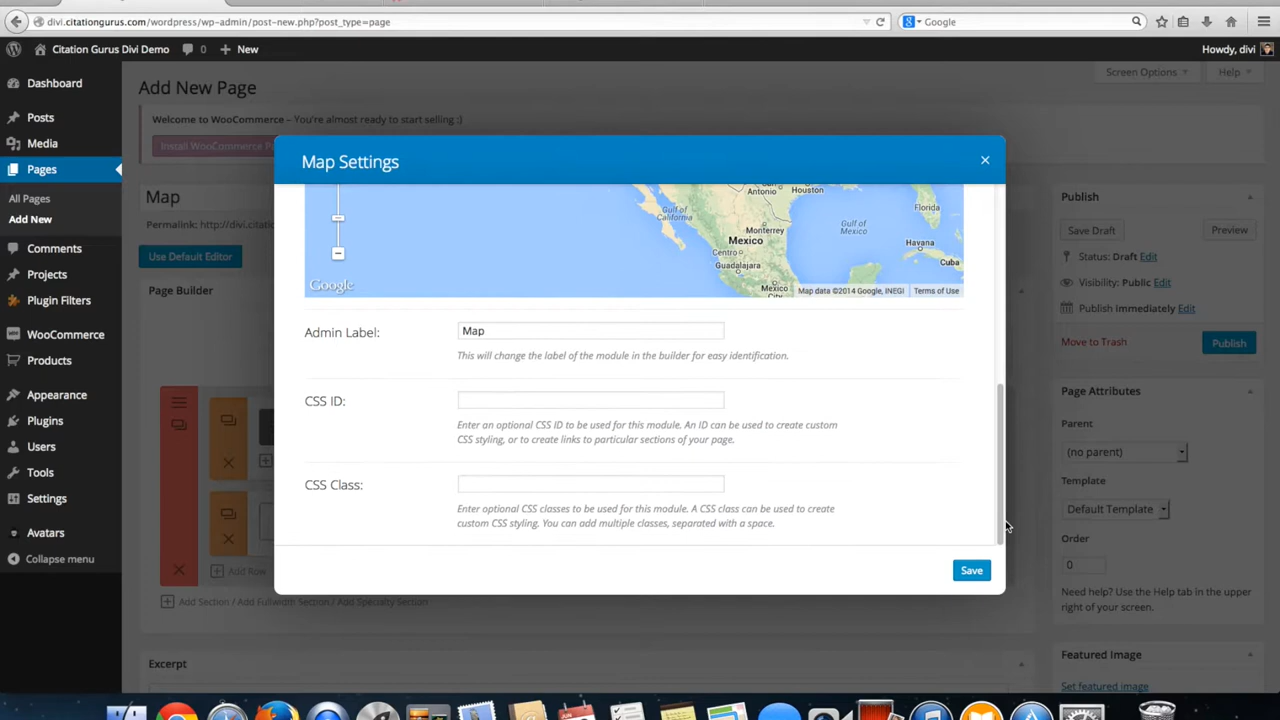 divi.citationgurus.com/wordpress/wp-admin/post-new.php?post_type=page
Google
Citation Gurus Divi Demo
0
New
Howdy, divi
Dashboard
Posts
Media
Pages
All Pages
Add New
Comments
Projects
Plugin Filters
WooCommerce
Products
Appearance
Plugins
Users
Tools
Settings
Avatars
Collapse menu
Add New Page
Screen Options
Help
Welcome to WooCommerce – You're almost ready to start selling :)
Install WooCommerce P
Map
Permalink: http://divi.citationgurus
Use Default Editor
Page Builder
Add Row
Add Section / Add Fullwidth Section / Add Specialty Section
Excerpt
Map Settings
San Antonio
Houston
Gulf of California
Gulf of Mexico
Florida
Mexico
Centro
Guadalajara
Mexico City
Havana
Cuba
Google
Map data ©2014 Google, INEGI
Terms of Use
Admin Label:
Map
This will change the label of the module in the builder for easy identification.
CSS ID:
Enter an optional CSS ID to be used for this module. An ID can be used to create custom
CSS styling, or to create links to particular sections of your page.
CSS Class:
Enter optional CSS classes to be used for this module. A CSS class can be used to create
custom CSS styling. You can add multiple classes, separated with a space.
Save
Publish
Save Draft
Preview
Status: Draft Edit
Visibility: Public Edit
Publish immediately Edit
Move to Trash
Publish
Page Attributes
Parent
(no parent)
Template
Default Template
Order
0
Need help? Use the Help tab in the upper
right of your screen.
Featured Image
Set featured image